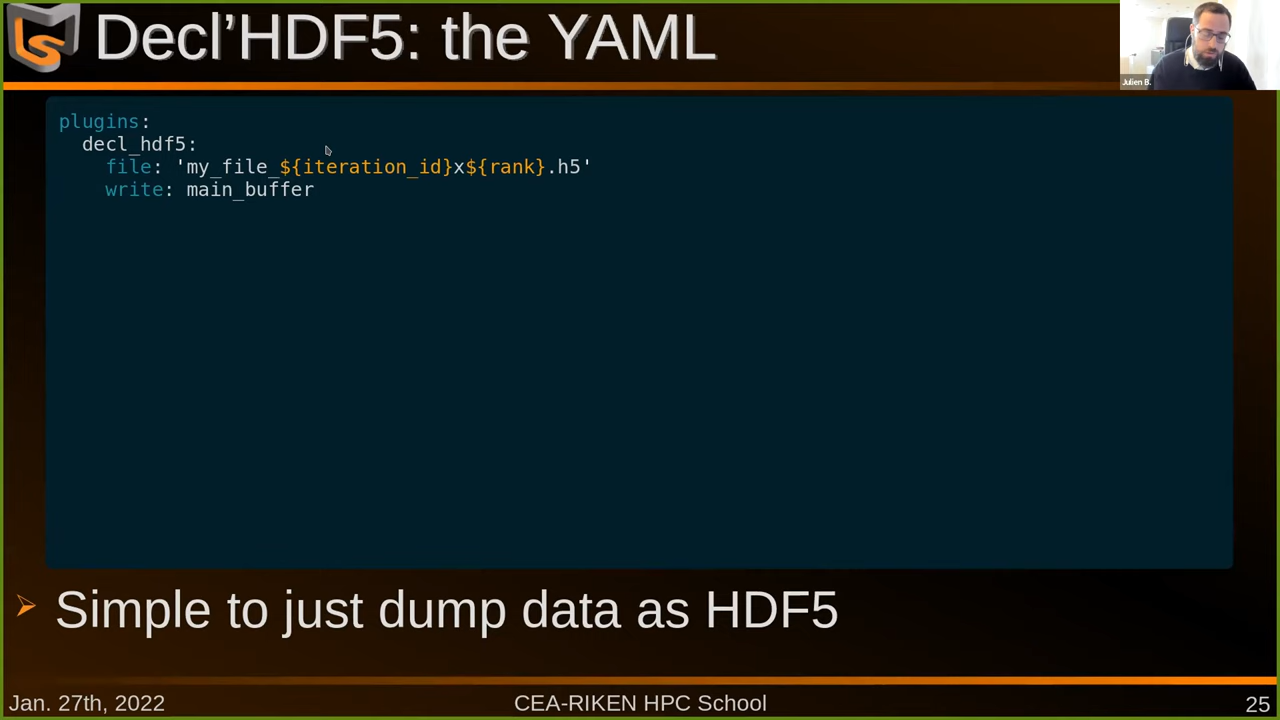 Decl’HDF5: the YAML
Julien B.
plugins:
decl_hdf5:
file: 'my_file_${iteration_id}x${rank}.h5'
write: main_buffer
Simple to just dump data as HDF5
Jan. 27th, 2022
CEA-RIKEN HPC School
25